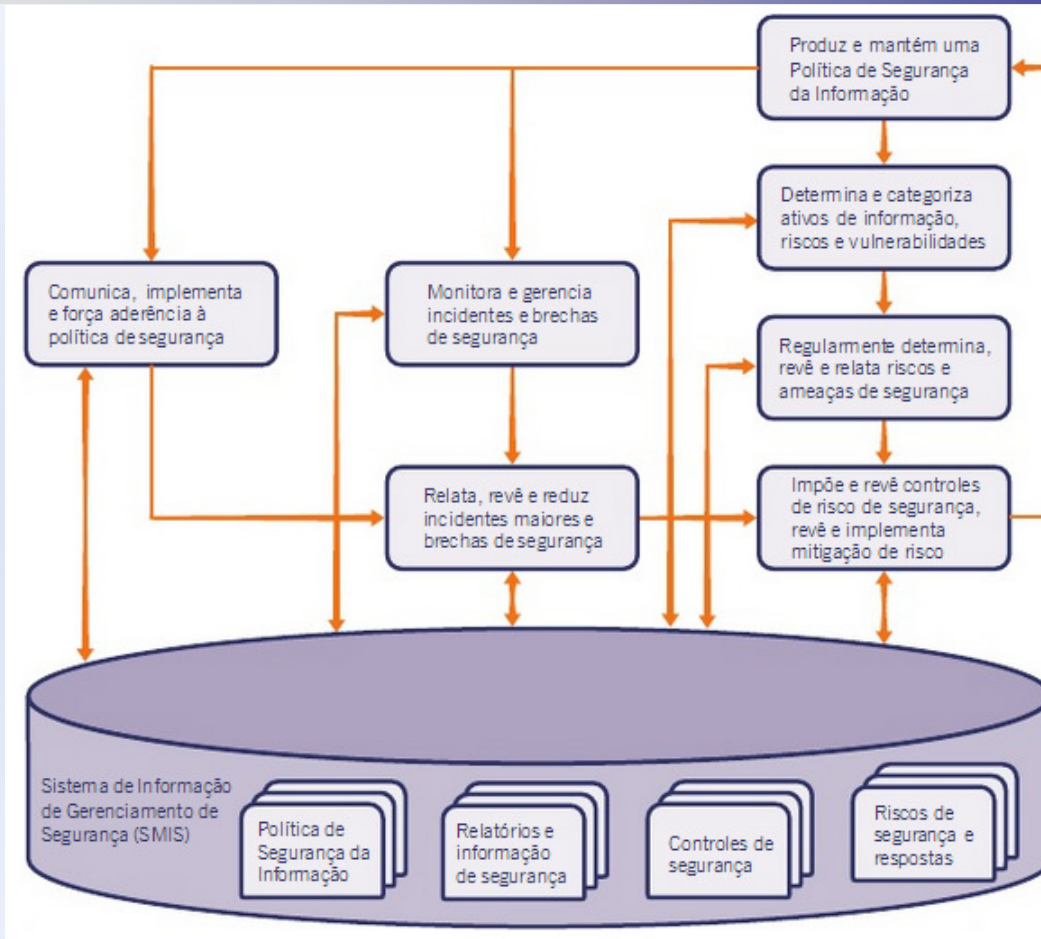 Produz e mantém uma
Política de Segurança
da Informação
Determina e categoriza
ativos de informação,
riscos e vulnerabilidades
Comunica, implementa
e força aderência à
política de segurança
Monitora e gerencia
incidentes e brechas
de segurança
Regularmente determina,
revê e relata riscos e
ameaças de segurança
Relata, revê e reduz
incidentes maiores e
brechas de segurança
Impõe e revê controles
de risco de segurança,
revê e implementa
mitigação de risco
Sistema de Informação
de Gerenciamento de
Segurança (SMIS)
Política de
Segurança da
Informação
Relatórios e
informação
de segurança
Controles de
segurança
Riscos de
segurança e
respostas